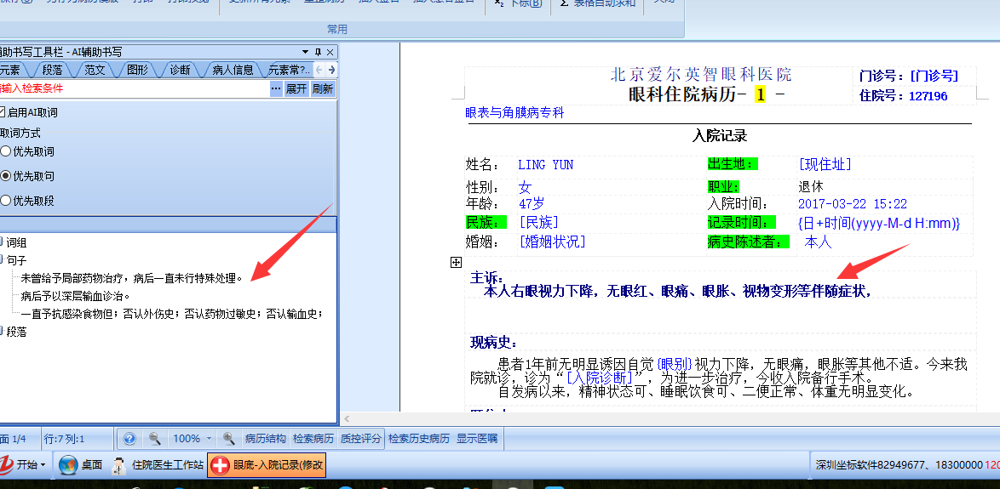 常用
助书写工具栏 - AI辅助书写
元素 段落 范文 图形 诊断 病人信息 元素常?..
输入检索条件 ... 展开 刷新
启用AI取词
取词方式
优先取词
优先取句
优先取段
词组
句子
未曾给予局部药物治疗，病后一直未行特殊处理。
病后予以深层输血诊治。
一直予抗感染食物但；否认外伤史；否认药物过敏史；否认输血史；
段落
北京爱尔英智眼科医院
门诊号：[门诊号]
眼科住院病历- 1 -
住院号：127196
眼表与角膜病专科
入院记录
姓名： LING YUN 出生地： [现住址]
性别： 女 职业： 退休
年龄： 47岁 入院时间： 2017-03-22 15:22
民族： [民族] 记录时间： {日+时间(yyyy-M-d H:mm)}
婚姻： [婚姻状况] 病史陈述者： 本人
主诉：
本人右眼视力下降，无眼红、眼痛、眼胀、视物变形等伴随症状，
现病史：
患者1年前无明显诱因自觉{眼别}视力下降，无眼痛，眼胀等其他不适。今来我
院就诊，诊为“[入院诊断]”，为进一步治疗，今收入院备行手术。
自发病以来，精神状态可、睡眠饮食可、二便正常、体重无明显变化。
面 1/4 行:7 列:1 100% 病历结构 检索病历 质控评分 检索历史病历 显示医嘱
开始 桌面 住院医生工作站 眼底-入院记录(修改 深圳坐标软件82949677、18300000120